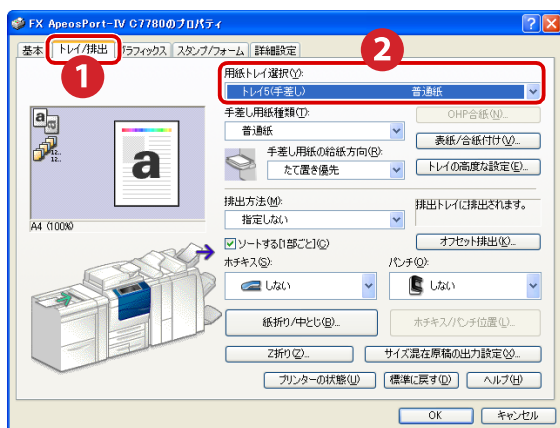 FX ApeosPort-IV C7780のプロパティ
基本 トレイ/排出 グラフィックス スタンプ/フォーム 詳細設定
1
2
用紙トレイ選択(Y):
トレイ5(手差し) 普通紙
手差し用紙種類(T):
OHP合紙(N)...
普通紙
表紙/合紙付け(V)...
手差し用紙の給紙方向(R):
たて置き優先
トレイの高度な設定(E)...
a
12..
12..
a
A4 (100%)
排出方法(M):
指定しない
排出トレイに排出されます。
ソートする[1部ごと](C)
オフセット排出(K)...
ホチキス(S):
パンチ(O):
しない
しない
紙折り/中とじ(B)...
ホチキス/パンチ位置(L)...
Z折り(Z)...
サイズ混在原稿の出力設定(X)...
プリンターの状態(U)
標準に戻す(D)
ヘルプ(H)
OK
キャンセル